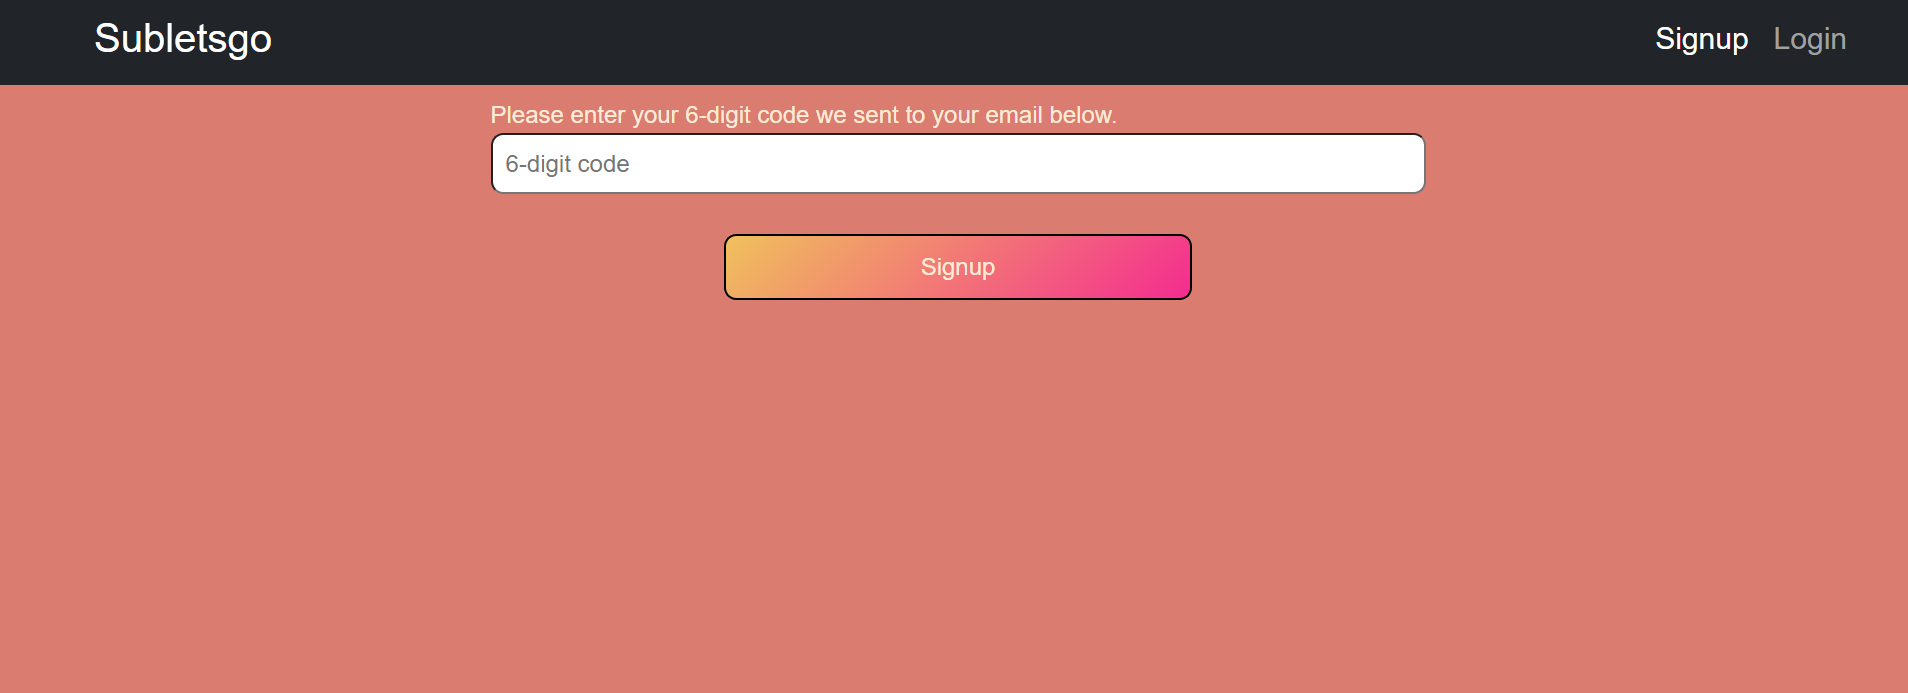 Subletsgo
Signup Login
Please enter your 6-digit code we sent to your email below.
6-digit code
Signup